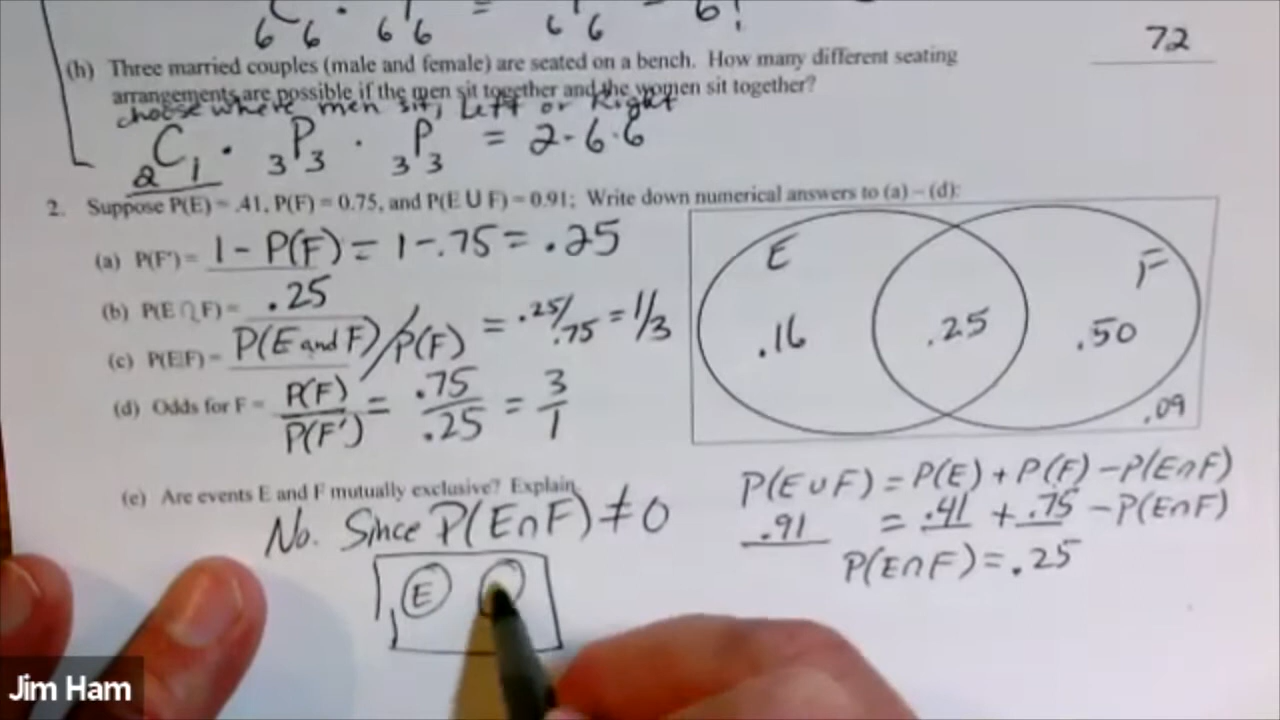 6C6 · 6P6 = 6P6 = 6!
72
(h) Three married couples (male and female) are seated on a bench. How many different seating
arrangements are possible if the men sit together and the women sit together?
choose where men sit, Left or Right
2C1 · 3P3 · 3P3 = 2·6·6
2. Suppose P(E) = .41, P(F) = 0.75, and P(E ∪ F) = 0.91; Write down numerical answers to (a) – (d):
(a) P(F') = 1 - P(F) = 1 - .75 = .25
(b) P(E ∩ F) = .25
(c) P(E|F) = P(E and F)/P(F) = .25/.75 = 1/3
(d) Odds for F = P(F)/P(F') = .75/.25 = 3/1
E
F
.16
.25
.50
.09
(e) Are events E and F mutually exclusive? Explain.
No. Since P(E∩F) ≠ 0
E
P(E∪F) = P(E) + P(F) - P(E∩F)
.91 = .41 + .75 - P(E∩F)
P(E∩F) = .25
Jim Ham